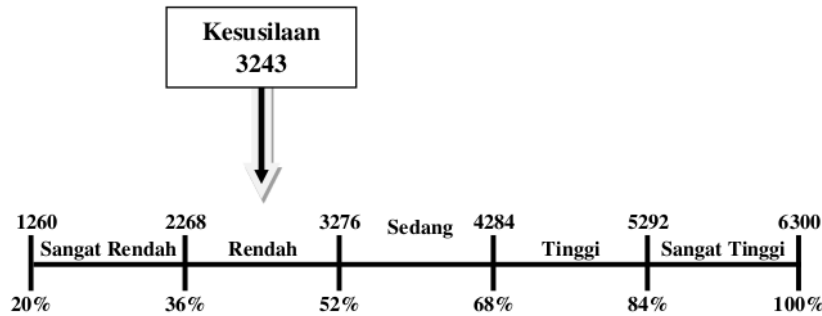 Kesusilaan
3243
1260 2268 3276 4284 5292 6300
Sangat Rendah Rendah Sedang Tinggi Sangat Tinggi
20% 36% 52% 68% 84% 100%